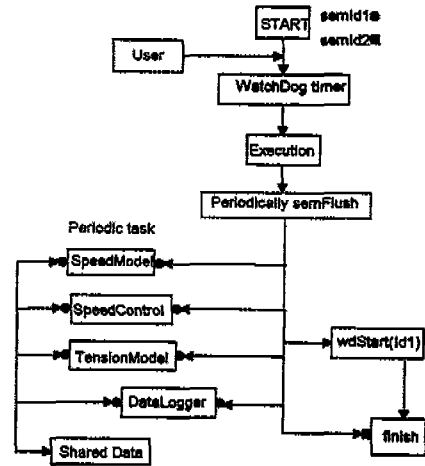 START
semId1
semId2
User
WatchDog timer
Execution
Periodically semFlush
Periodic task
SpeedModel
SpeedControl
TensionModel
wdStart(Id1)
DataLogger
finish
Shared Data